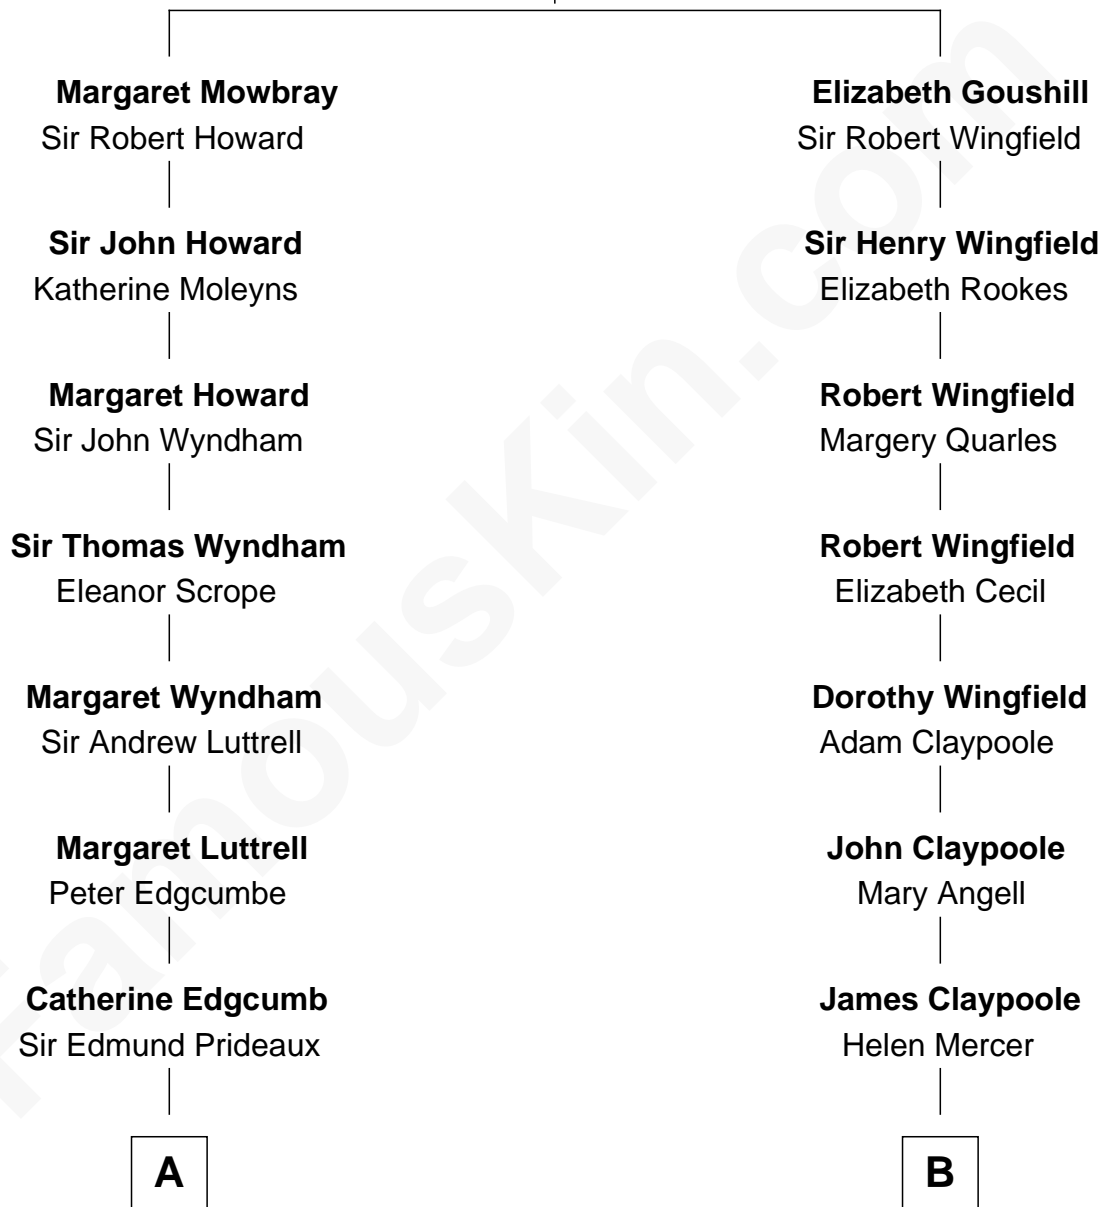 Margaret Mowbray
Sir Robert Howard
Sir John Howard
Katherine Moleyns
Margaret Howard
Sir John Wyndham
Sir Thomas Wyndham
Eleanor Scrope
Margaret Wyndham
Sir Andrew Luttrell
Margaret Luttrell
Peter Edgcumbe
Catherine Edgcumb
Sir Edmund Prideaux
A
Elizabeth Goushill
Sir Robert Wingfield
Sir Henry Wingfield
Elizabeth Rookes
Robert Wingfield
Margery Quarles
Robert Wingfield
Elizabeth Cecil
Dorothy Wingfield
Adam Claypoole
John Claypoole
Mary Angell
James Claypoole
Helen Mercer
B
FamousKin.com